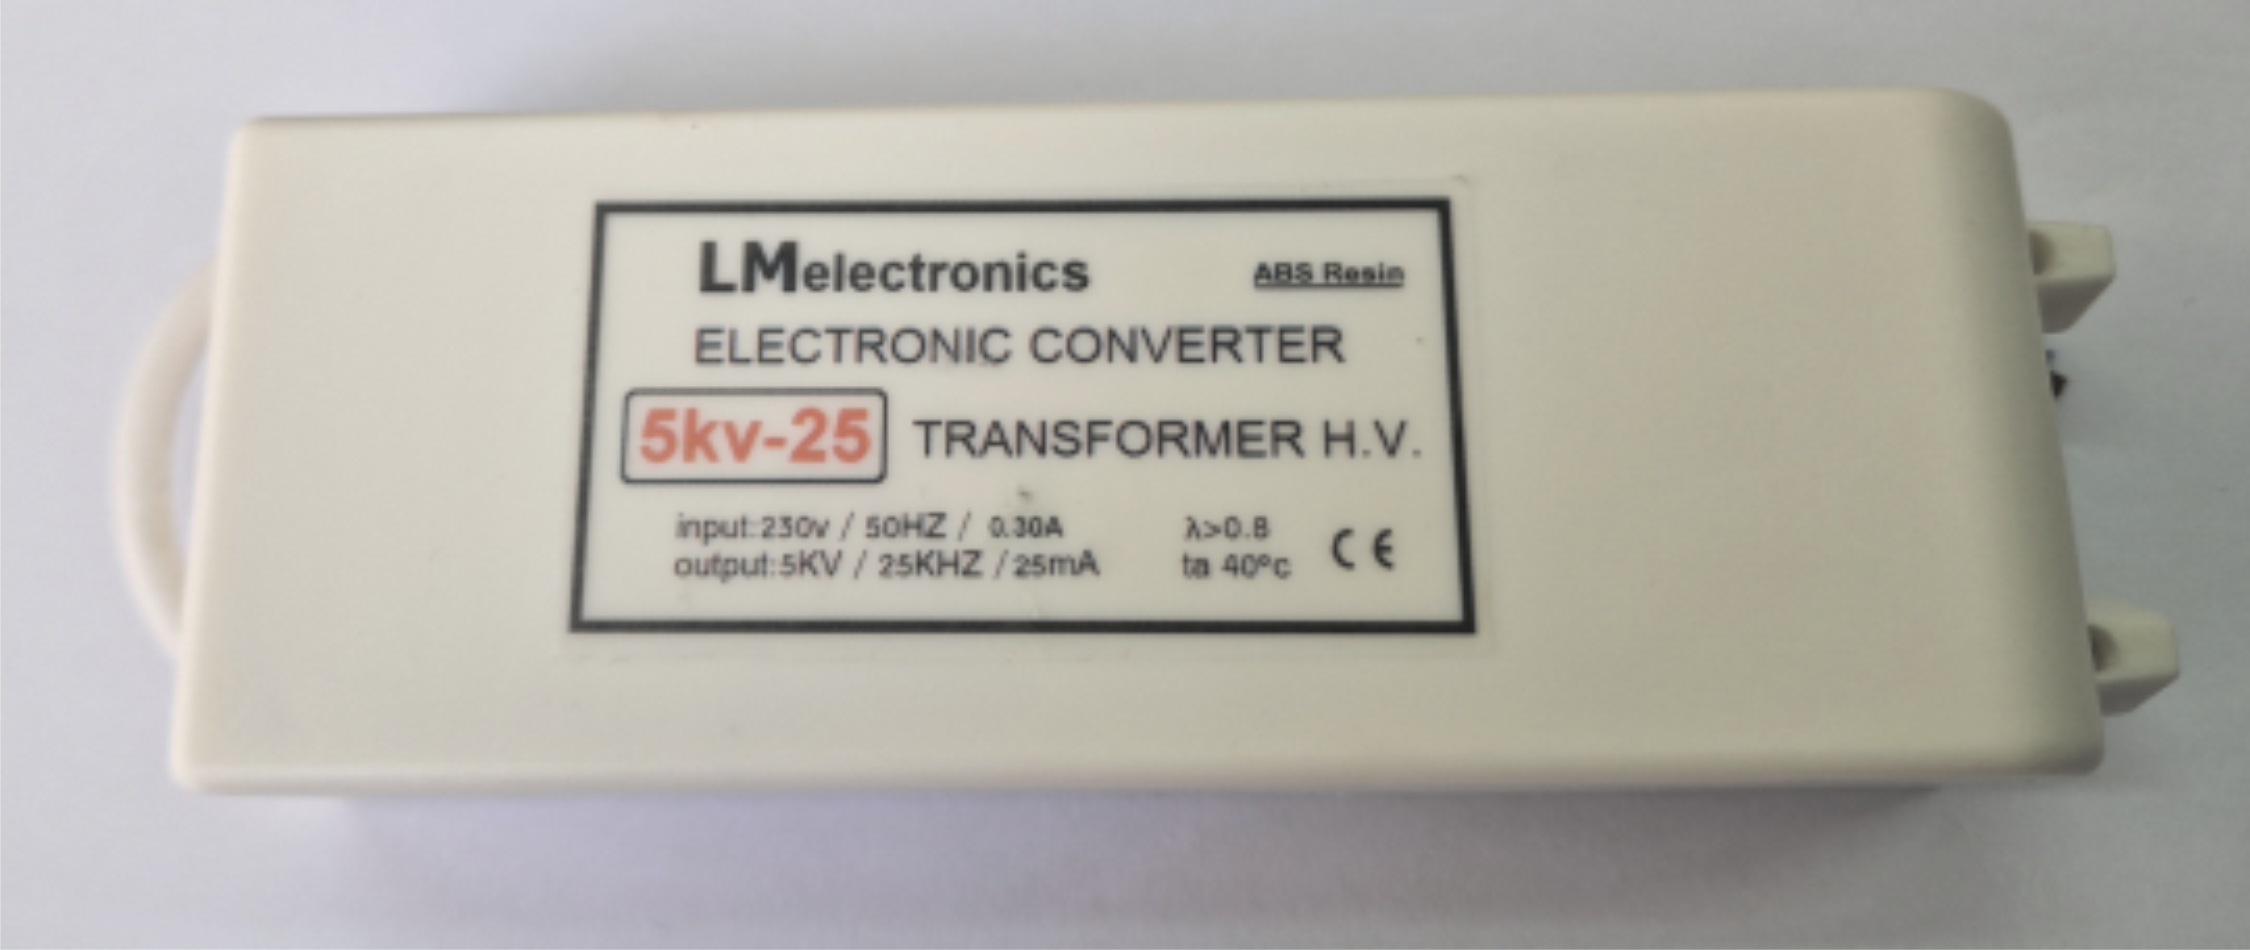 LMelectronics ABS Resin
ELECTRONIC CONVERTER
5kv-25 TRANSFORMER H.V.
input:230v / 50HZ / 0.30A λ>0.8
output:5KV / 25KHZ / 25mA ta 40ºc CE